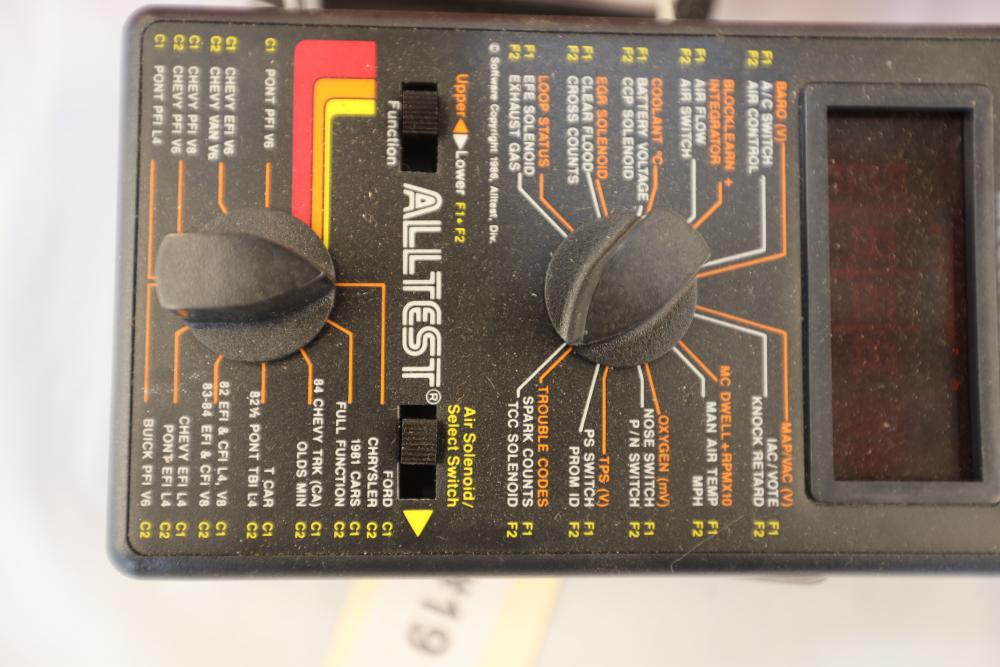 BARO (V)
F1 A/C SWITCH
F2 AIR CONTROL
BLOCKLEARN +
INTEGRATOR
F1 AIR FLOW
F2 AIR SWITCH
COOLANT °C
F1 BATTERY VOLTAGE
F2 CCP SOLENOID
EGR SOLENOID
F1 CLEAR FLOOD
F2 CROSS COUNTS
LOOP STATUS
F1 EFE SOLENOID
F2 EXHAUST GAS
© Software Copyright 1986, Alltest, Div.
MAP/VAC (V)
IAC/VOTE F1
KNOCK RETARD F2
MC DWELL + RPMX10
MAN AIR TEMP F1
MPH F2
OXYGEN (mV)
NOSE SWITCH F1
P/N SWITCH F2
TPS (V)
PS SWITCH F1
PROM ID F2
TROUBLE CODES
SPARK COUNTS F1
TCC SOLENOID F2
Upper Lower F1 • F2
Function
ALLTEST®
Air Solenoid/
Select Switch
C1 PONT PFI V6
C1 CHEVY EFI V6
C2 CHEVY VAN V6
C1 CHEVY PFI V8
C2 CHEVY PFI V6
C1 PONT PFI L4
FORD C1
CHRYSLER C2
1981 CARS C1
FULL FUNCTION C2
84 CHEVY TRK (CA) C1
OLDS MIN C2
T CAR C1
82½ PONT TBI L4 C2
82 EFI & CFI L4, V8 C1
83-84 EFI & CFI V8 C2
CHEVY EFI L4 C1
PONT EFI L4 C2
BUICK PFI V6 C2
19